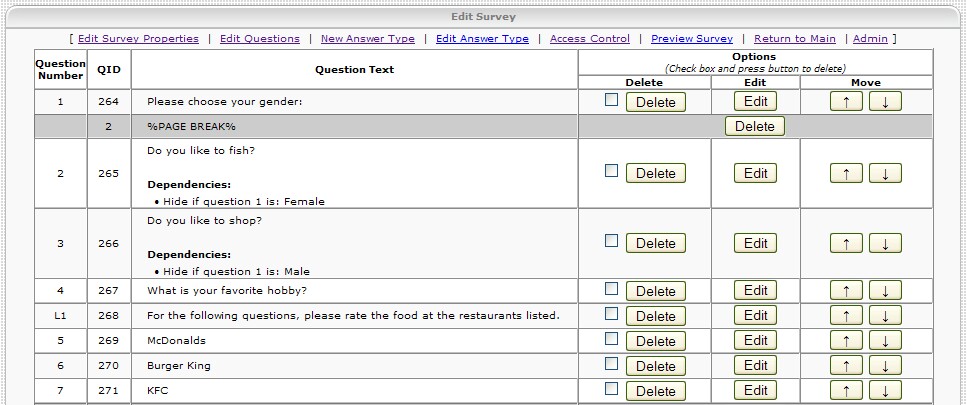 Edit Survey
[ Edit Survey Properties | Edit Questions | New Answer Type | Edit Answer Type | Access Control | Preview Survey | Return to Main | Admin ]
Question Number QID Question Text Options
(Check box and press button to delete)
Delete Edit Move
1 264 Please choose your gender: Delete Edit ↑ ↓
2 %PAGE BREAK% Delete
Do you like to fish?
2 265 Delete Edit ↑ ↓
Dependencies:
• Hide if question 1 is: Female
Do you like to shop?
3 266 Delete Edit ↑ ↓
Dependencies:
• Hide if question 1 is: Male
4 267 What is your favorite hobby? Delete Edit ↑ ↓
L1 268 For the following questions, please rate the food at the restaurants listed. Delete Edit ↑ ↓
5 269 McDonalds Delete Edit ↑ ↓
6 270 Burger King Delete Edit ↑ ↓
7 271 KFC Delete Edit ↑ ↓